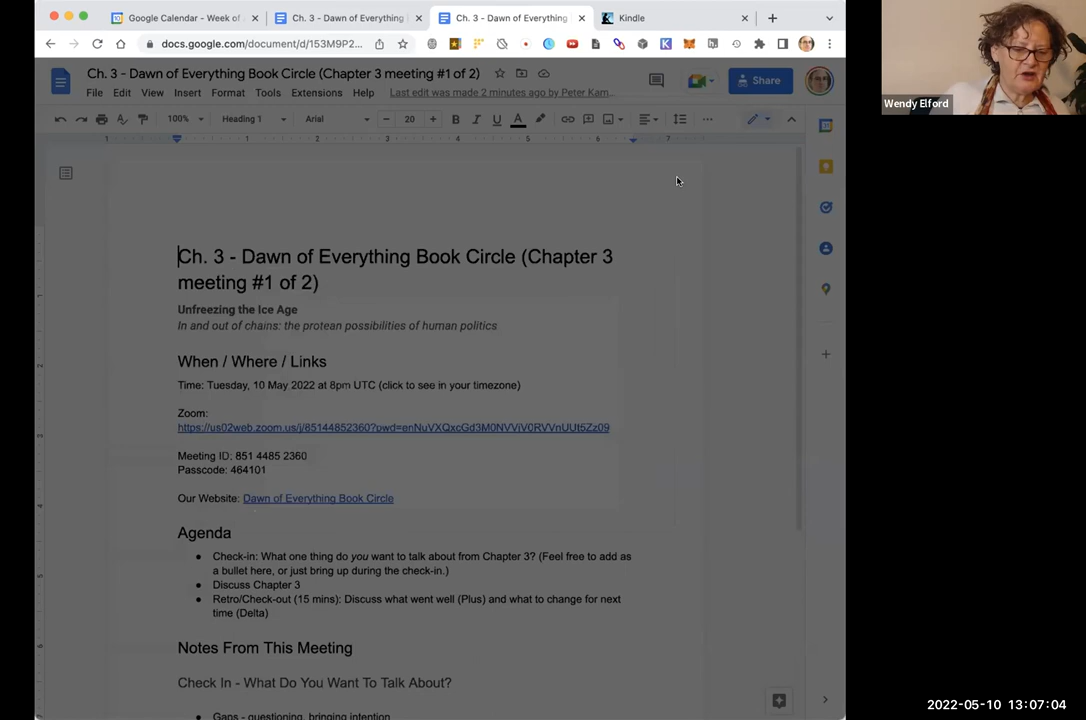 Google Calendar - Week of
Ch. 3 - Dawn of Everything
Ch. 3 - Dawn of Everything
Kindle
docs.google.com/document/d/153M9P2...
Ch. 3 - Dawn of Everything Book Circle (Chapter 3 meeting #1 of 2)
File Edit View Insert Format Tools Extensions Help Last edit was made 2 minutes ago by Peter Kam...
Share
100% Heading 1 Arial 20 B I U A
1 1 2 3 4 5 6 7
Ch. 3 - Dawn of Everything Book Circle (Chapter 3
meeting #1 of 2)
Unfreezing the Ice Age
In and out of chains: the protean possibilities of human politics
When / Where / Links
Time: Tuesday, 10 May 2022 at 8pm UTC (click to see in your timezone)
Zoom:
https://us02web.zoom.us/j/85144852360?pwd=enNuVXQxcGd3M0NVVjV0RVVnUUt5Zz09
Meeting ID: 851 4485 2360
Passcode: 464101
Our Website: Dawn of Everything Book Circle
Agenda
● Check-in: What one thing do you want to talk about from Chapter 3? (Feel free to add as
a bullet here, or just bring up during the check-in.)
● Discuss Chapter 3
● Retro/Check-out (15 mins): Discuss what went well (Plus) and what to change for next
time (Delta)
Notes From This Meeting
Check In - What Do You Want To Talk About?
● Gaps - questioning, bringing intention
Wendy Elford
2022-05-10 13:07:04